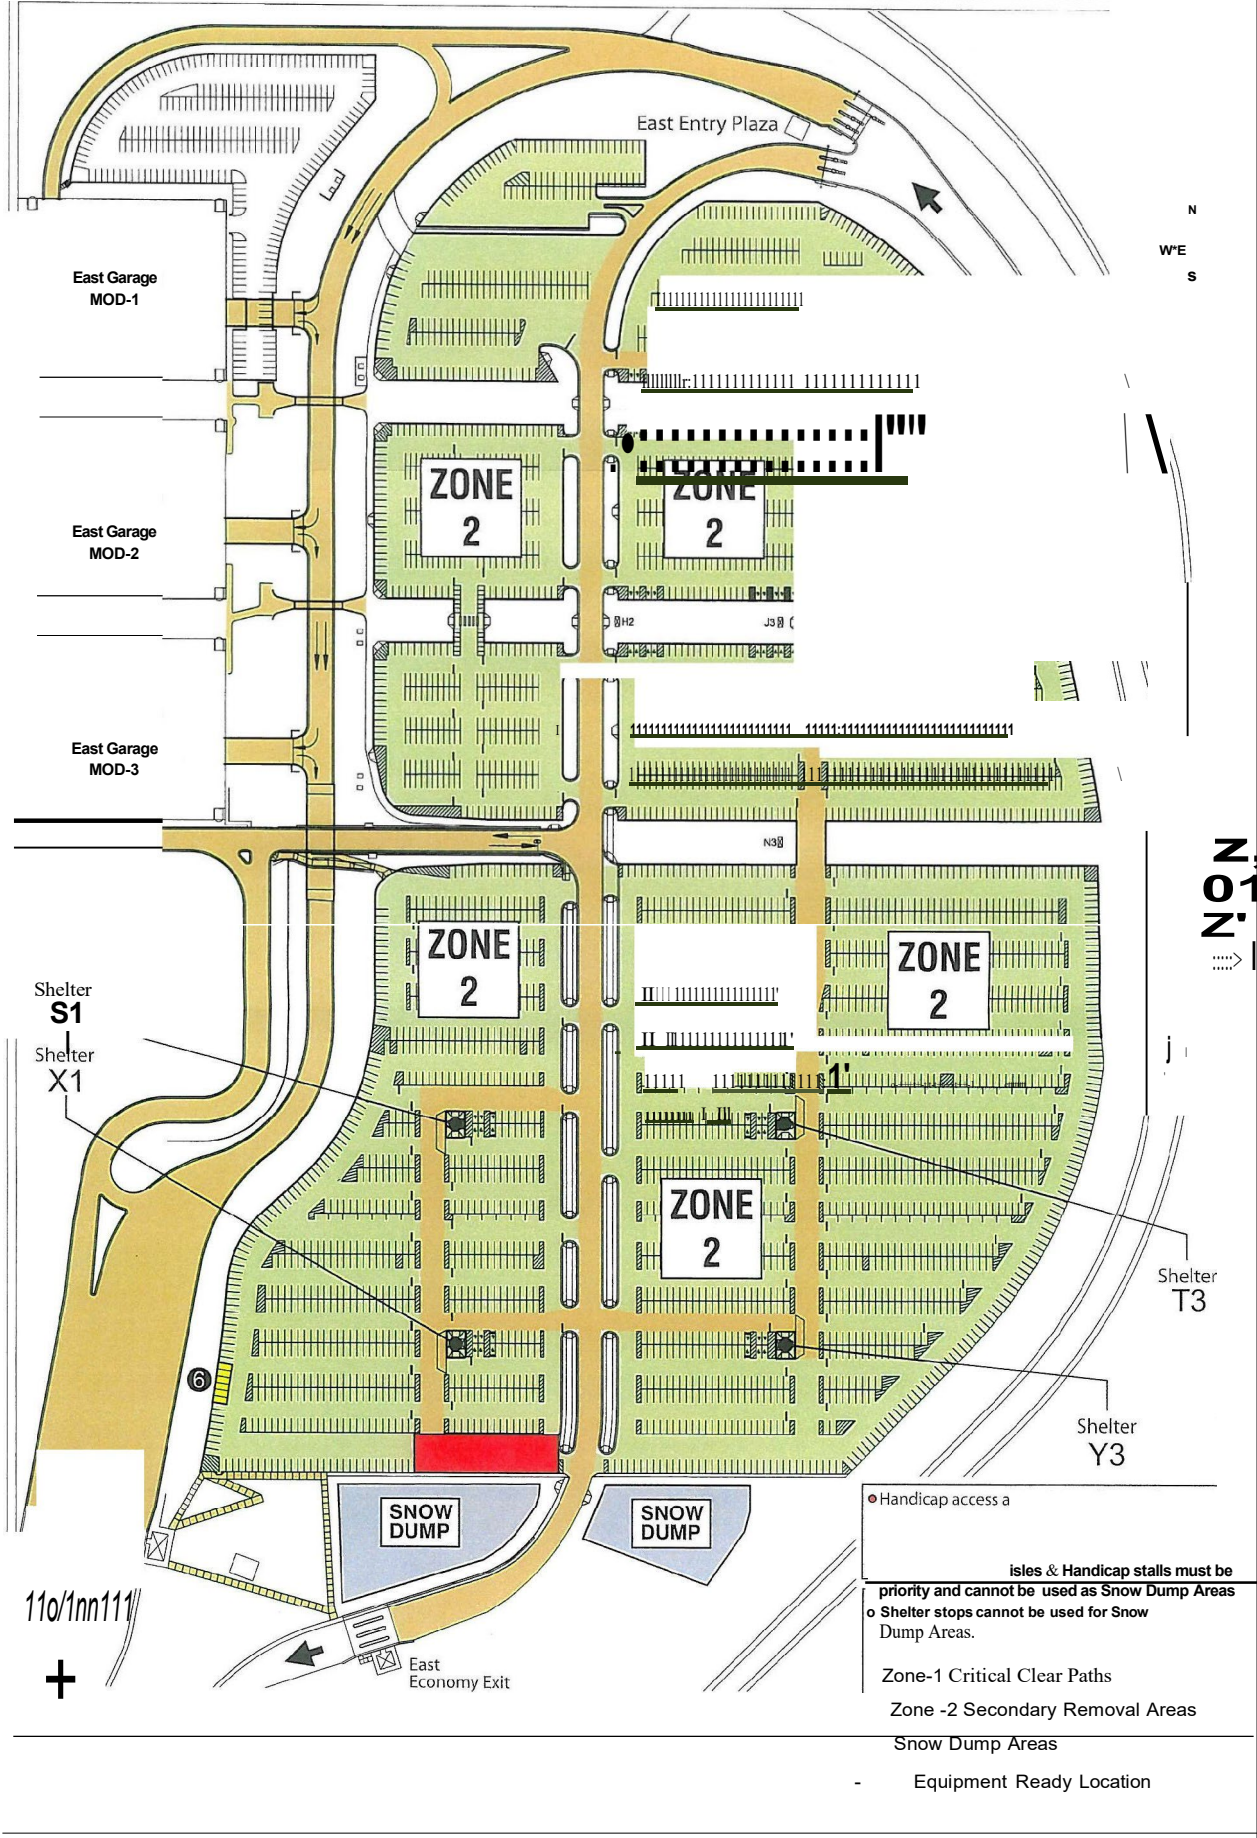 East Entry Plaza
N
W*E
S
East Garage
MOD-1
ZONE
2
ZONE
2
East Garage
MOD-2
H2
J3
East Garage
MOD-3
N3
ZONE
2
ZONE
2
Shelter
S1
Shelter
X1
ZONE
2
Shelter
T3
6
Shelter
Y3
SNOW
DUMP
SNOW
DUMP
Handicap access a
isles & Handicap stalls must be
priority and cannot be used as Snow Dump Areas
o Shelter stops cannot be used for Snow
Dump Areas.
East
Economy Exit
Zone-1 Critical Clear Paths
Zone -2 Secondary Removal Areas
Snow Dump Areas
- Equipment Ready Location